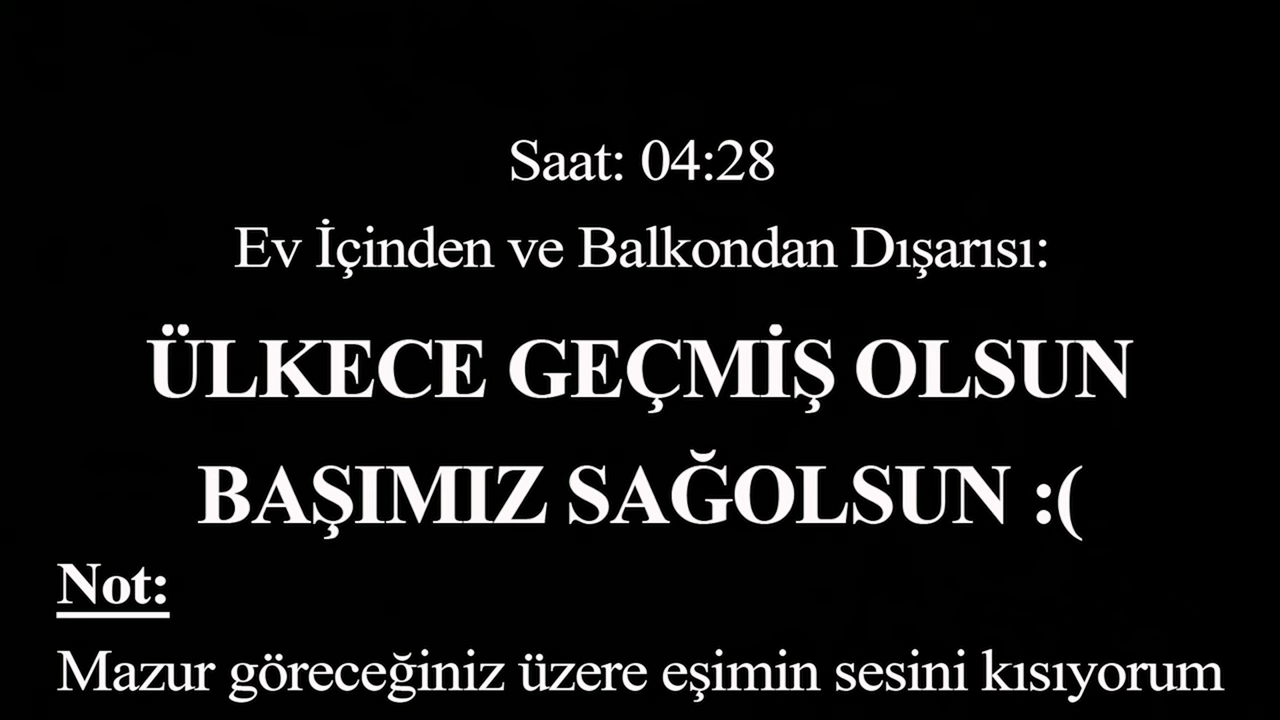 Saat: 04:28
Ev İçinden ve Balkondan Dışarısı:
ÜLKECE GEÇMİŞ OLSUN
BAŞIMIZ SAĞOLSUN :(
Not:
Mazur göreceğiniz üzere eşimin sesini kısıyorum